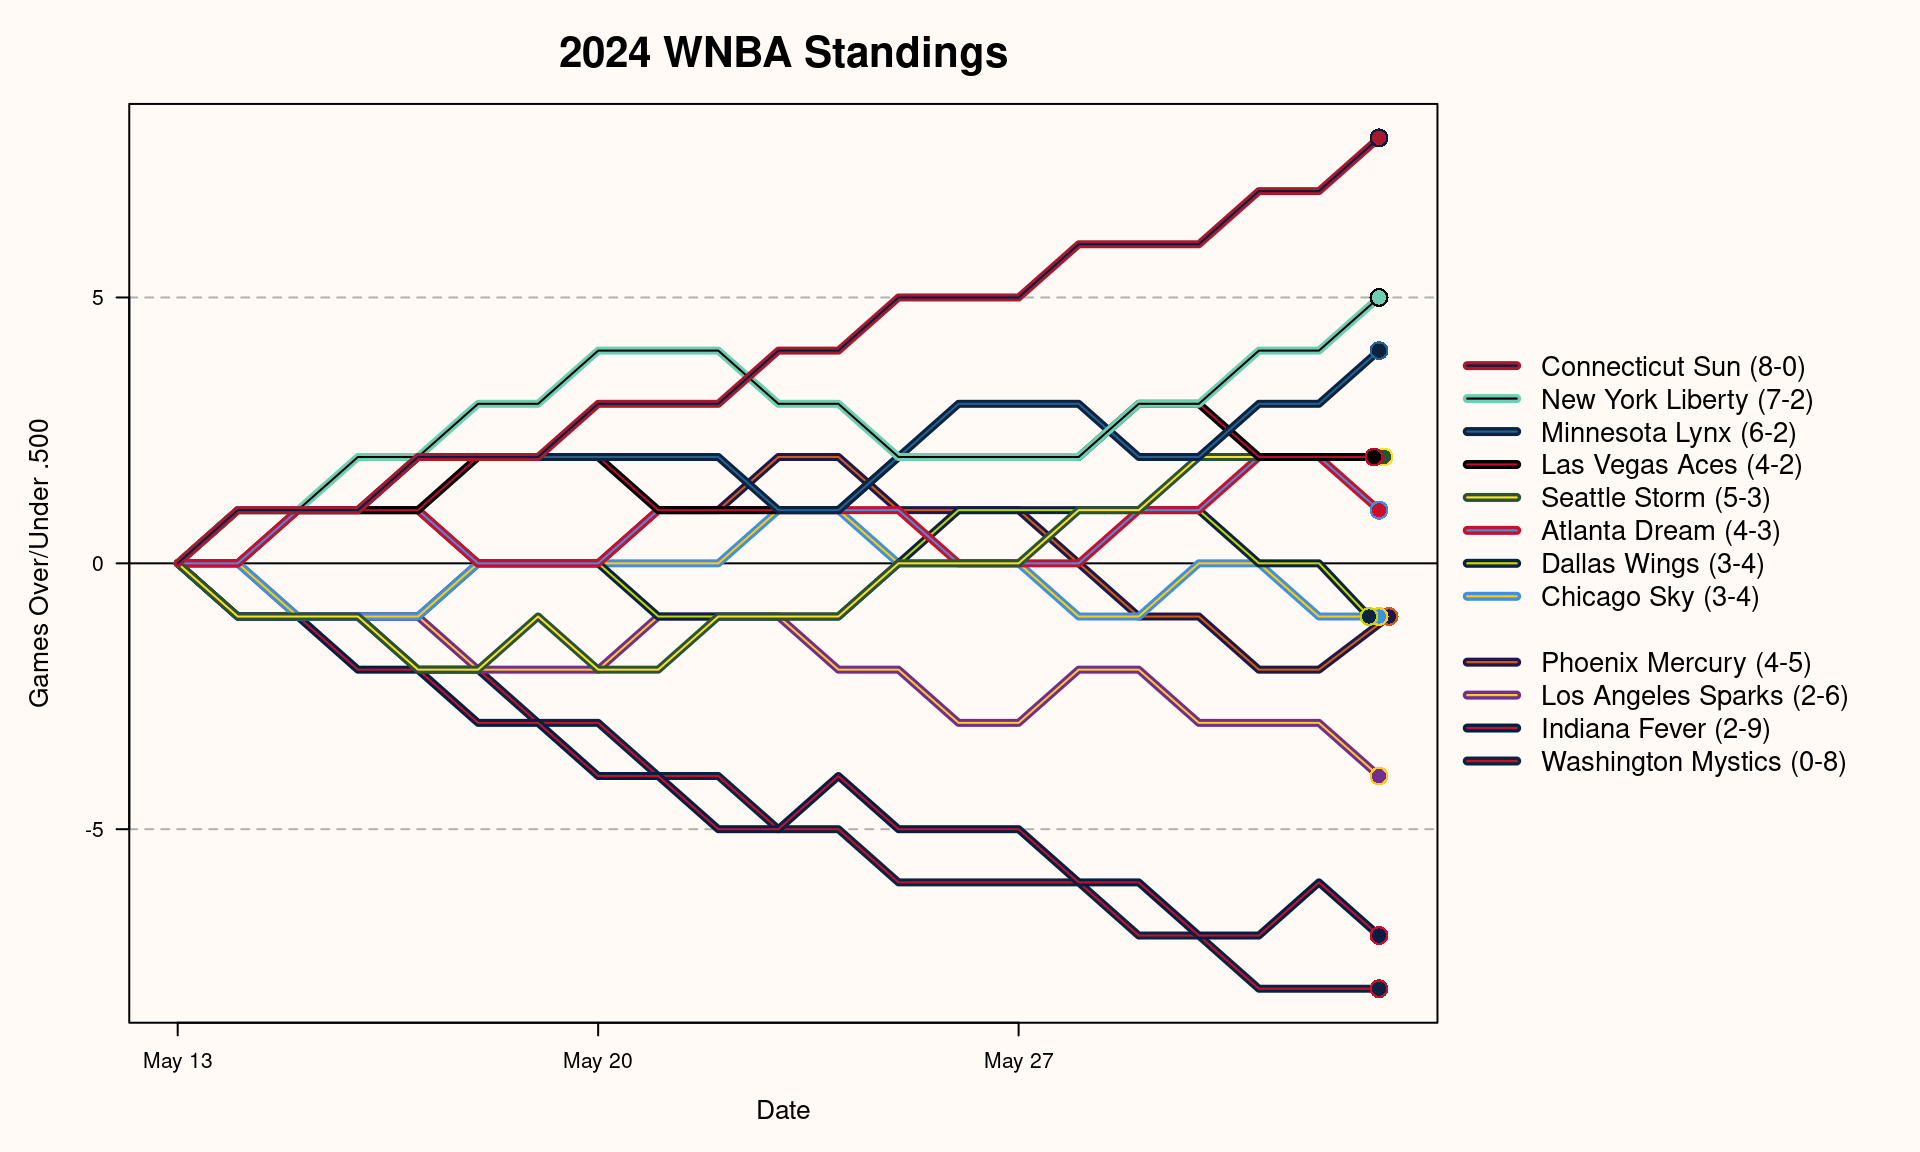 2024 WNBA Standings
Games Over/Under .500
5
0
-5
May 13
May 20
May 27
Date
Connecticut Sun (8-0)
New York Liberty (7-2)
Minnesota Lynx (6-2)
Las Vegas Aces (4-2)
Seattle Storm (5-3)
Atlanta Dream (4-3)
Dallas Wings (3-4)
Chicago Sky (3-4)
Phoenix Mercury (4-5)
Los Angeles Sparks (2-6)
Indiana Fever (2-9)
Washington Mystics (0-8)